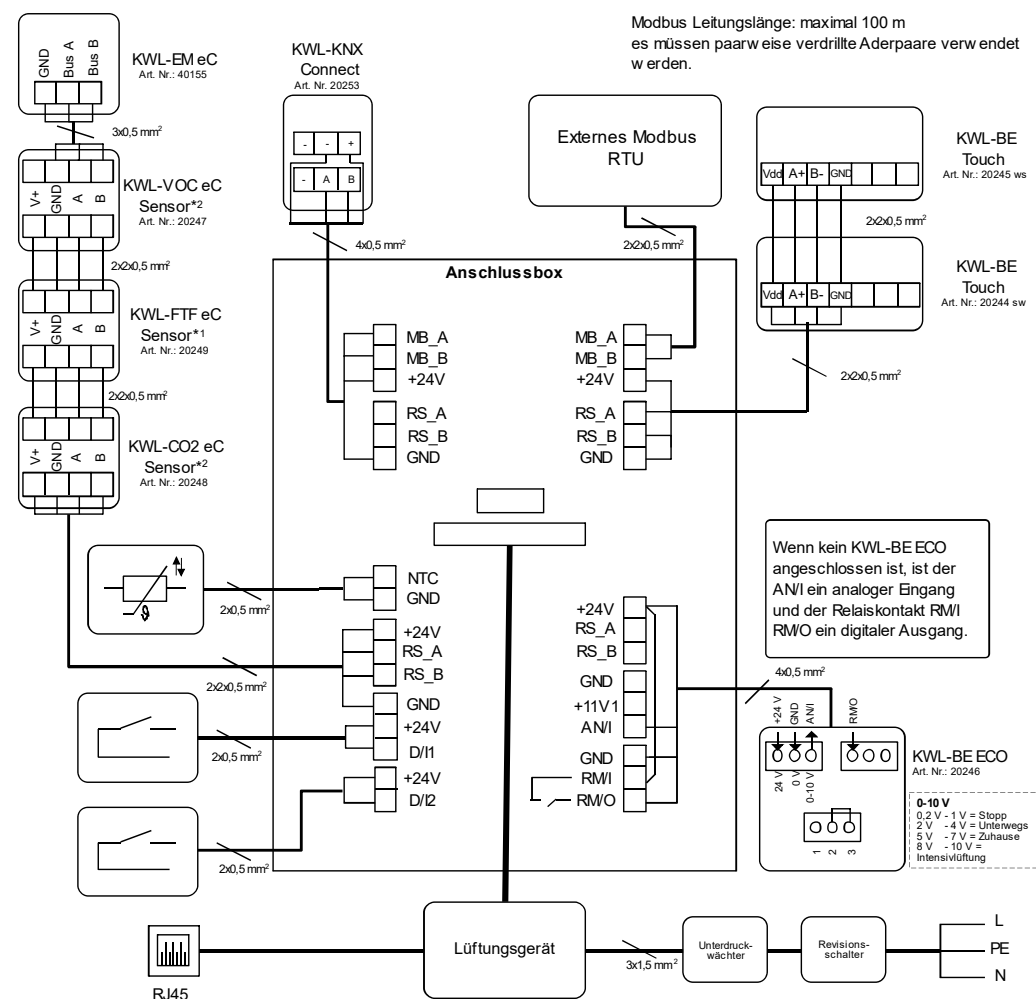 Modbus Leitungslänge: maximal 100 m
es müssen paarweise verdrillte Aderpaare verwendet
werden.
GND
Bus A
Bus B
KWL-EM eC
Art. Nr.: 40155
3x0,5 mm²
V+
GND
A
B
KWL-VOC eC
Sensor*2
Art. Nr.: 20247
2x2x0,5 mm²
V+
GND
A
B
KWL-FTF eC
Sensor*1
Art. Nr.: 20249
2x2x0,5 mm²
V+
GND
A
B
KWL-CO2 eC
Sensor*2
Art. Nr.: 20248
KWL-KNX
Connect
Art. Nr. 20253
- - +
- A B
4x0,5 mm²
Externes Modbus
RTU
2x2x0,5 mm²
Vdd A+ B- GND
KWL-BE
Touch
Art. Nr.: 20245 ws
2x2x0,5 mm²
Vdd A+ B- GND
KWL-BE
Touch
Art. Nr.: 20244 sw
2x2x0,5 mm²
Anschlussbox
MB_A
MB_B
+24V
RS_A
RS_B
GND
MB_A
MB_B
+24V
RS_A
RS_B
GND
ϑ
2x0,5 mm²
NTC
GND
2x2x0,5 mm²
+24V
RS_A
RS_B
GND
+24V
D/I1
2x0,5 mm²
+24V
D/I2
2x0,5 mm²
+24V
RS_A
RS_B
GND
+11V1
AN/I
GND
RM/I
RM/O
Wenn kein KWL-BE ECO
angeschlossen ist, ist der
AN/I ein analoger Eingang
und der Relaiskontakt RM/I
RM/O ein digitaler Ausgang.
4x0,5 mm²
+24 V
GND
AN/I
RM/O
24 V
0 V
0-10 V
1
2
3
KWL-BE ECO
Art. Nr.: 20246
0-10 V
0,2 V - 1 V = Stopp
2 V - 4 V = Unterwegs
5 V - 7 V = Zuhause
8 V - 10 V =
Intensivlüftung
RJ45
Lüftungsgerät
3x1,5 mm²
Unterdruck-
wächter
Revisions-
schalter
L
PE
N